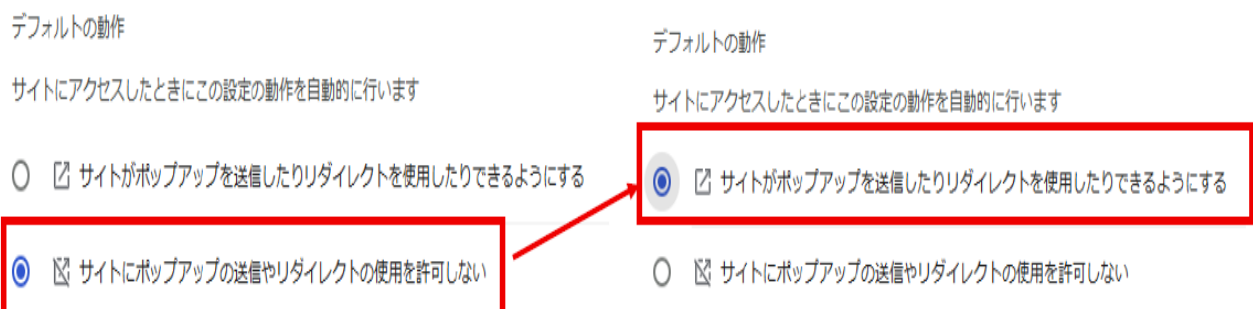 デフォルトの動作
サイトにアクセスしたときにこの設定の動作を自動的に行います
サイトがポップアップを送信したりリダイレクトを使用したりできるようにする
サイトにポップアップの送信やリダイレクトの使用を許可しない
デフォルトの動作
サイトにアクセスしたときにこの設定の動作を自動的に行います
サイトがポップアップを送信したりリダイレクトを使用したりできるようにする
サイトにポップアップの送信やリダイレクトの使用を許可しない